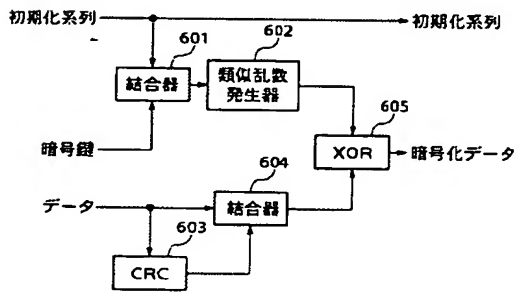 初期化系列
初期化系列
601
602
結合器
類似乱数
発生器
605
暗号鍵
XOR
暗号化データ
604
データ
結合器
603
CRC